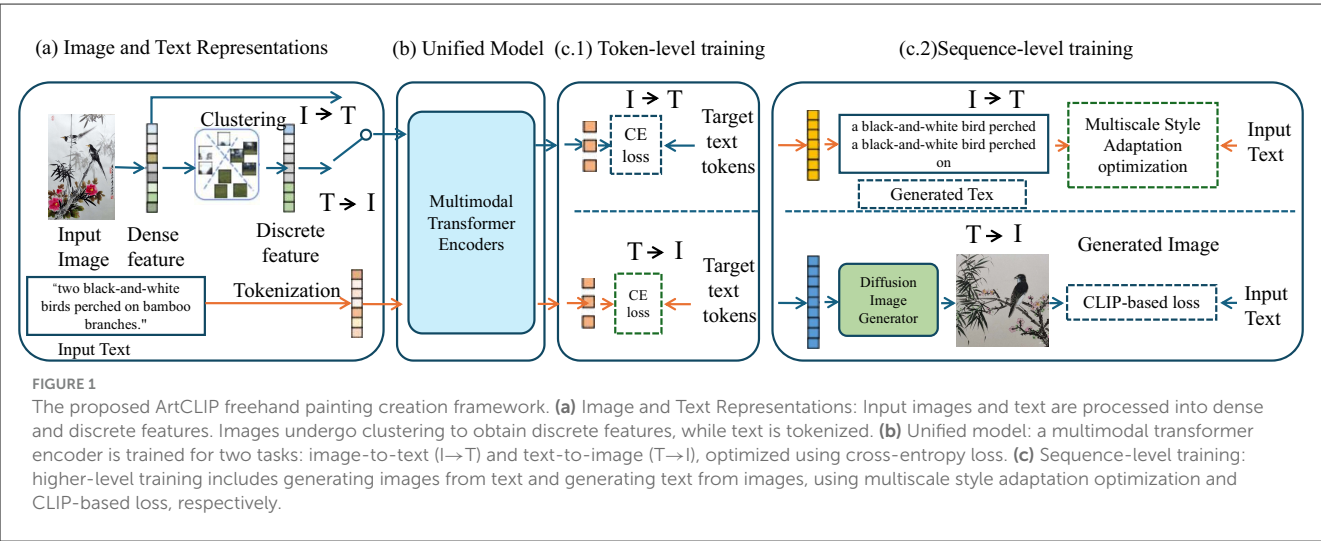 (a) Image and Text Representations
(b) Unified Model
(c.1) Token-level training
(c.2)Sequence-level training
Clustering
I → T
T → I
Input
Image
Dense
feature
Discrete
feature
"two black-and-white
birds perched on bamboo
branches."
Input Text
Tokenization
Multimodal
Transformer
Encoders
I → T
CE
loss
Target
text
tokens
T → I
CE
loss
Target
text
tokens
I → T
a black-and-white bird perched
a black-and-white bird perched
on
Generated Tex
Multiscale Style
Adaptation
optimization
Input
Text
T → I
Diffusion
Image
Generator
Generated Image
CLIP-based loss
Input
Text
FIGURE 1
The proposed ArtCLIP freehand painting creation framework. (a) Image and Text Representations: Input images and text are processed into dense
and discrete features. Images undergo clustering to obtain discrete features, while text is tokenized. (b) Unified model: a multimodal transformer
encoder is trained for two tasks: image-to-text (I→T) and text-to-image (T→I), optimized using cross-entropy loss. (c) Sequence-level training:
higher-level training includes generating images from text and generating text from images, using multiscale style adaptation optimization and
CLIP-based loss, respectively.